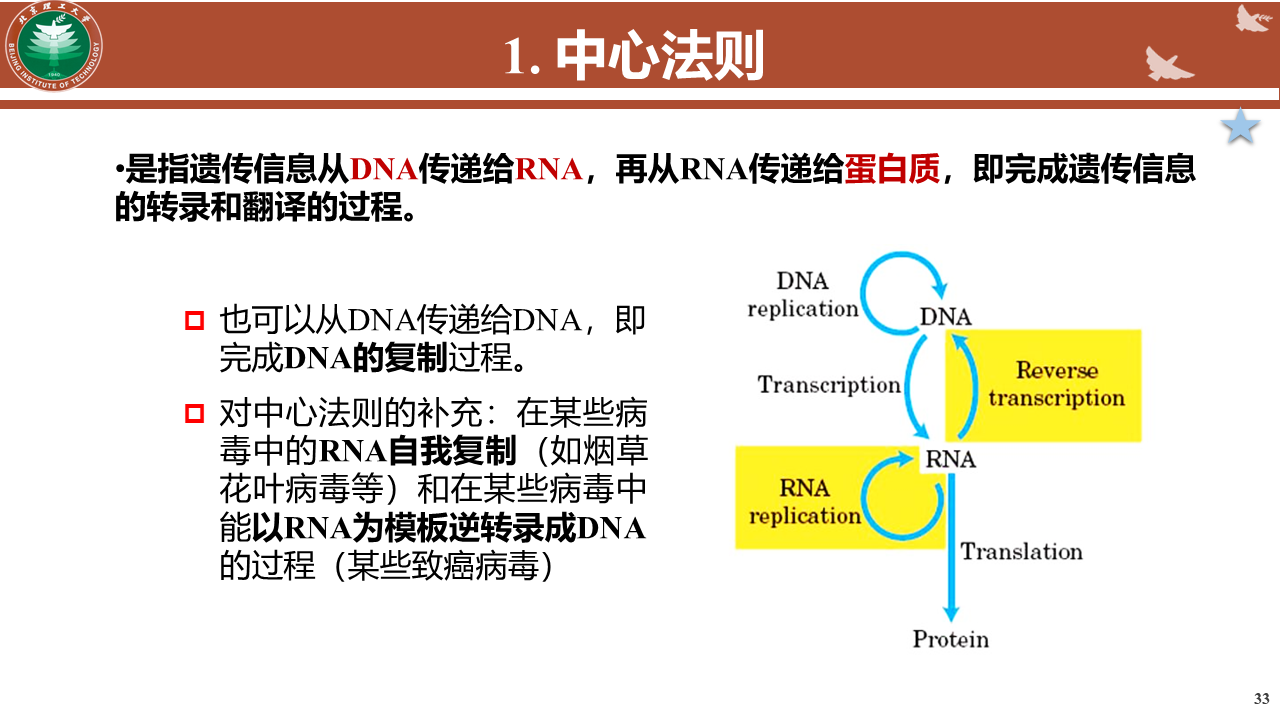 北京理工大学
BEIJING INSTITUTE OF TECHNOLOGY
1940
1. 中心法则
•是指遗传信息从DNA传递给RNA，再从RNA传递给蛋白质，即完成遗传信息
的转录和翻译的过程。
也可以从DNA传递给DNA，即
完成DNA的复制过程。
对中心法则的补充：在某些病
毒中的RNA自我复制（如烟草
花叶病毒等）和在某些病毒中
能以RNA为模板逆转录成DNA
的过程（某些致癌病毒）
DNA
replication
DNA
Transcription
Reverse
transcription
RNA
RNA
replication
Translation
Protein
33